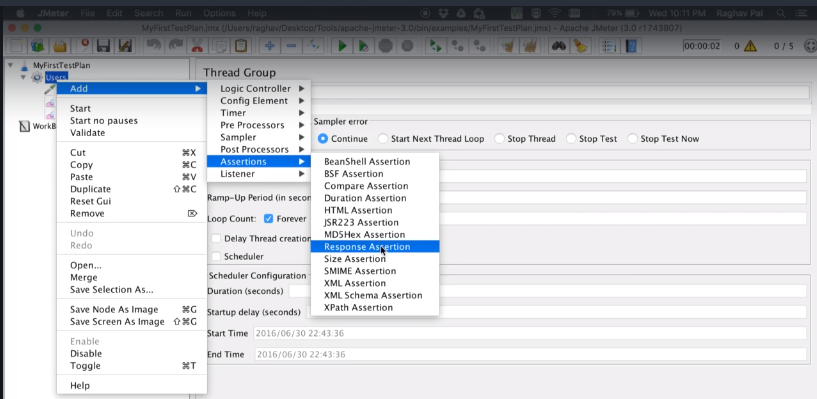 JMeter File Edit Search Run Options Help 79% Wed 10:11 PM Raghav Pal
MyFirstTestPlan.jmx (/Users/raghav/Desktop/Tools/apache-jmeter-3.0/bin/examples/MyFirstTestPlan.jmx) - Apache JMeter (3.0 r1743807)
00:00:02 0 0 / 5
MyFirstTestPlan
Users
WorkB
Add
Start
Start no pauses
Validate
Cut ⌘X
Copy ⌘C
Paste ⌘V
Duplicate ⇧⌘C
Reset Gui
Remove ⌦
Undo
Redo
Open...
Merge
Save Selection As...
Save Node As Image ⌘G
Save Screen As Image ⇧⌘G
Enable
Disable
Toggle ⌘T
Help
Logic Controller
Config Element
Timer
Pre Processors
Sampler
Post Processors
Assertions
Listener
BeanShell Assertion
BSF Assertion
Compare Assertion
Duration Assertion
HTML Assertion
JSR223 Assertion
MD5Hex Assertion
Response Assertion
Size Assertion
SMIME Assertion
XML Assertion
XML Schema Assertion
XPath Assertion
Thread Group
Sampler error
Continue Start Next Thread Loop Stop Thread Stop Test Stop Test Now
Ramp-Up Period (in secon
Loop Count: Forever
Delay Thread creation
Scheduler
Scheduler Configuration
Duration (seconds)
Startup delay (seconds)
Start Time 2016/06/30 22:43:36
End Time 2016/06/30 22:43:36